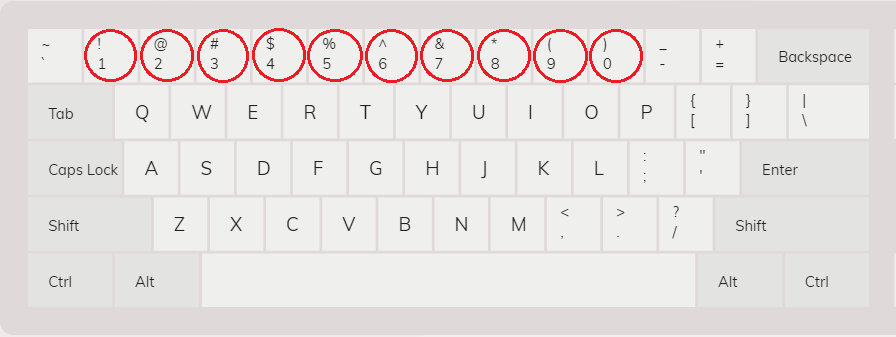 ~ ! @ # $ % ^ & * ( ) _ +
` 1 2 3 4 5 6 7 8 9 0 - = Backspace
Tab Q W E R T Y U I O P { [ } ] | \
Caps Lock A S D F G H J K L : ; " ' Enter
Shift Z X C V B N M < , > . ? / Shift
Ctrl Alt Alt Ctrl